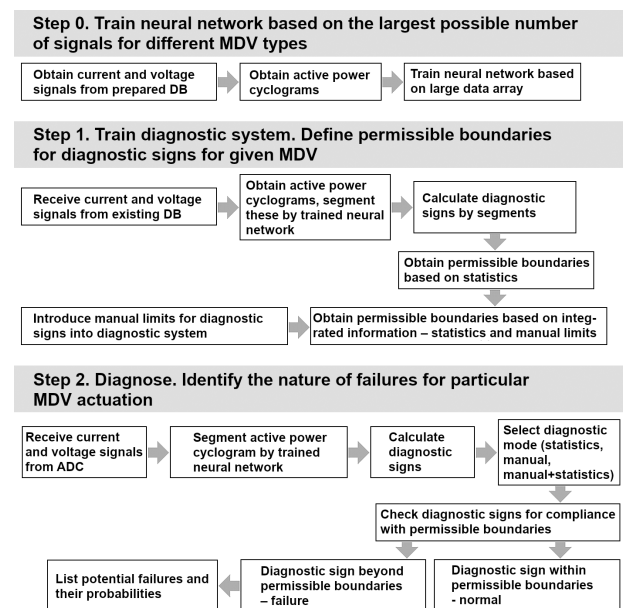 Step 0. Train neural network based on the largest possible number
of signals for different MDV types
Obtain current and voltage
signals from prepared DB
Obtain active power
cyclograms
Train neural network based
on large data array
Step 1. Train diagnostic system. Define permissible boundaries
for diagnostic signs for given MDV
Receive current and voltage
signals from existing DB
Obtain active power
cyclograms, segment
these by trained neural
network
Calculate diagnostic
signs by segments
Obtain permissible boundaries
based on statistics
Introduce manual limits for diagnostic
signs into diagnostic system
Obtain permissible boundaries based on integ-
rated information – statistics and manual limits
Step 2. Diagnose. Identify the nature of failures for particular
MDV actuation
Receive current
and voltage signals
from ADC
Segment active power
cyclogram by trained
neural network
Calculate
diagnostic
signs
Select diagnostic
mode (statistics,
manual,
manual+statistics)
Check diagnostic signs for compliance
with permissible boundaries
List potential failures and
their probabilities
Diagnostic sign beyond
permissible boundaries
– failure
Diagnostic sign within
permissible boundaries
- normal